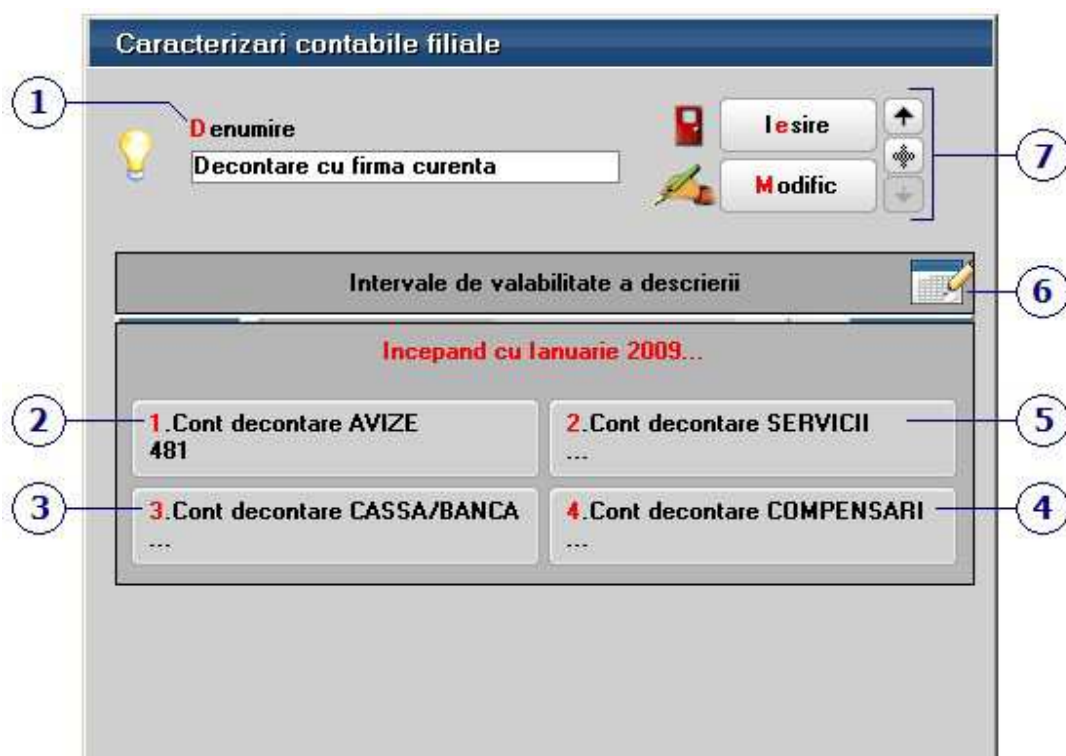 Caracterizari contabile filiale
1
Denumire
Decontare cu firma curenta
Iesire
Modific
7
Intervale de valabilitate a descrierii
6
Incepand cu Ianuarie 2009...
2
1.Cont decontare AVIZE
481
2.Cont decontare SERVICII
...
5
3
3.Cont decontare CASSA/BANCA
...
4.Cont decontare COMPENSARI
...
4